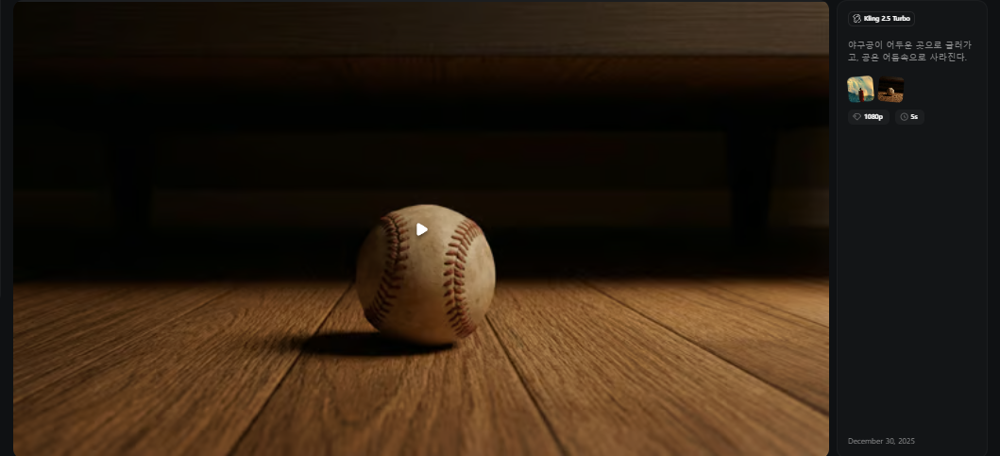 Kling 2.5 Turbo
야구공이 어두운 곳으로 굴러가
고, 공은 어둠속으로 사라진다.
1080p
5s
December 30, 2025